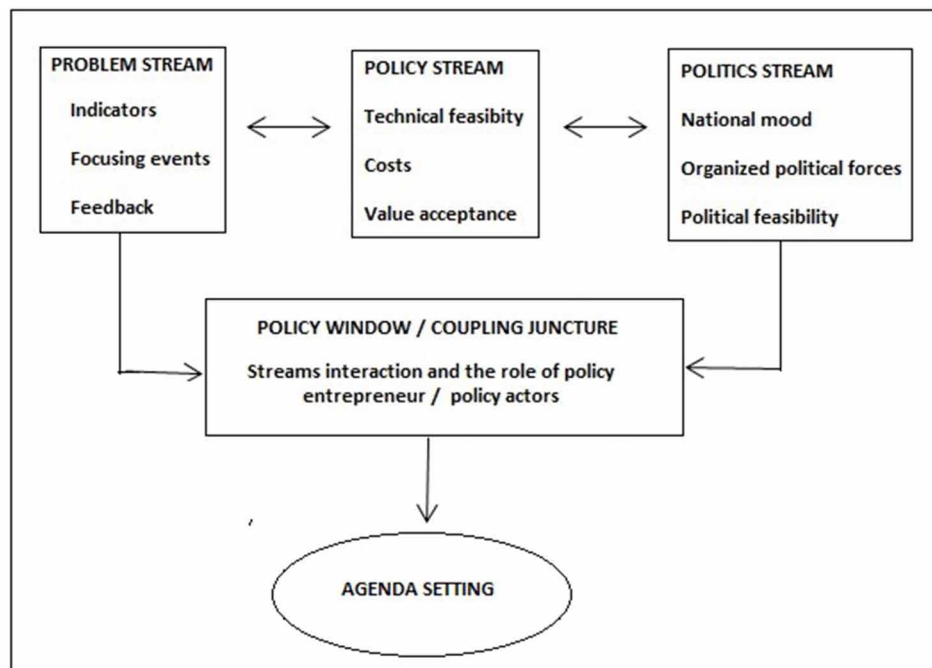 PROBLEM STREAM
Indicators
Focusing events
Feedback
POLICY STREAM
Technical feasibity
Costs
Value acceptance
POLITICS STREAM
National mood
Organized political forces
Political feasibility
POLICY WINDOW / COUPLING JUNCTURE
Streams interaction and the role of policy
entrepreneur / policy actors
AGENDA SETTING